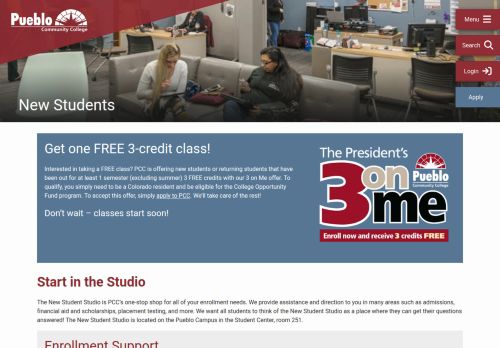 Pueblo
Community College
Menu
Search
Login
Apply
New Students
Get one FREE 3-credit class!
Interested in taking a FREE class? PCC is offering new students or returning students that have
been out for at least 1 semester (excluding summer) 3 FREE credits with our 3 on Me offer. To
qualify, you simply need to be a Colorado resident and be eligible for the College Opportunity
Fund program. To accept this offer, simply apply to PCC. We'll take care of the rest!
Don't wait – classes start soon!
The President's
3 on me
Pueblo
Community College
Enroll now and receive 3 credits FREE
Start in the Studio
The New Student Studio is PCC's one-stop shop for all of your enrollment needs. We provide assistance and direction to you in many areas such as admissions,
financial aid and scholarships, placement testing, and more. We want all students to think of the New Student Studio as a place where they can get their questions
answered! The New Student Studio is located on the Pueblo Campus in the Student Center, room 251.
Enrollment Support